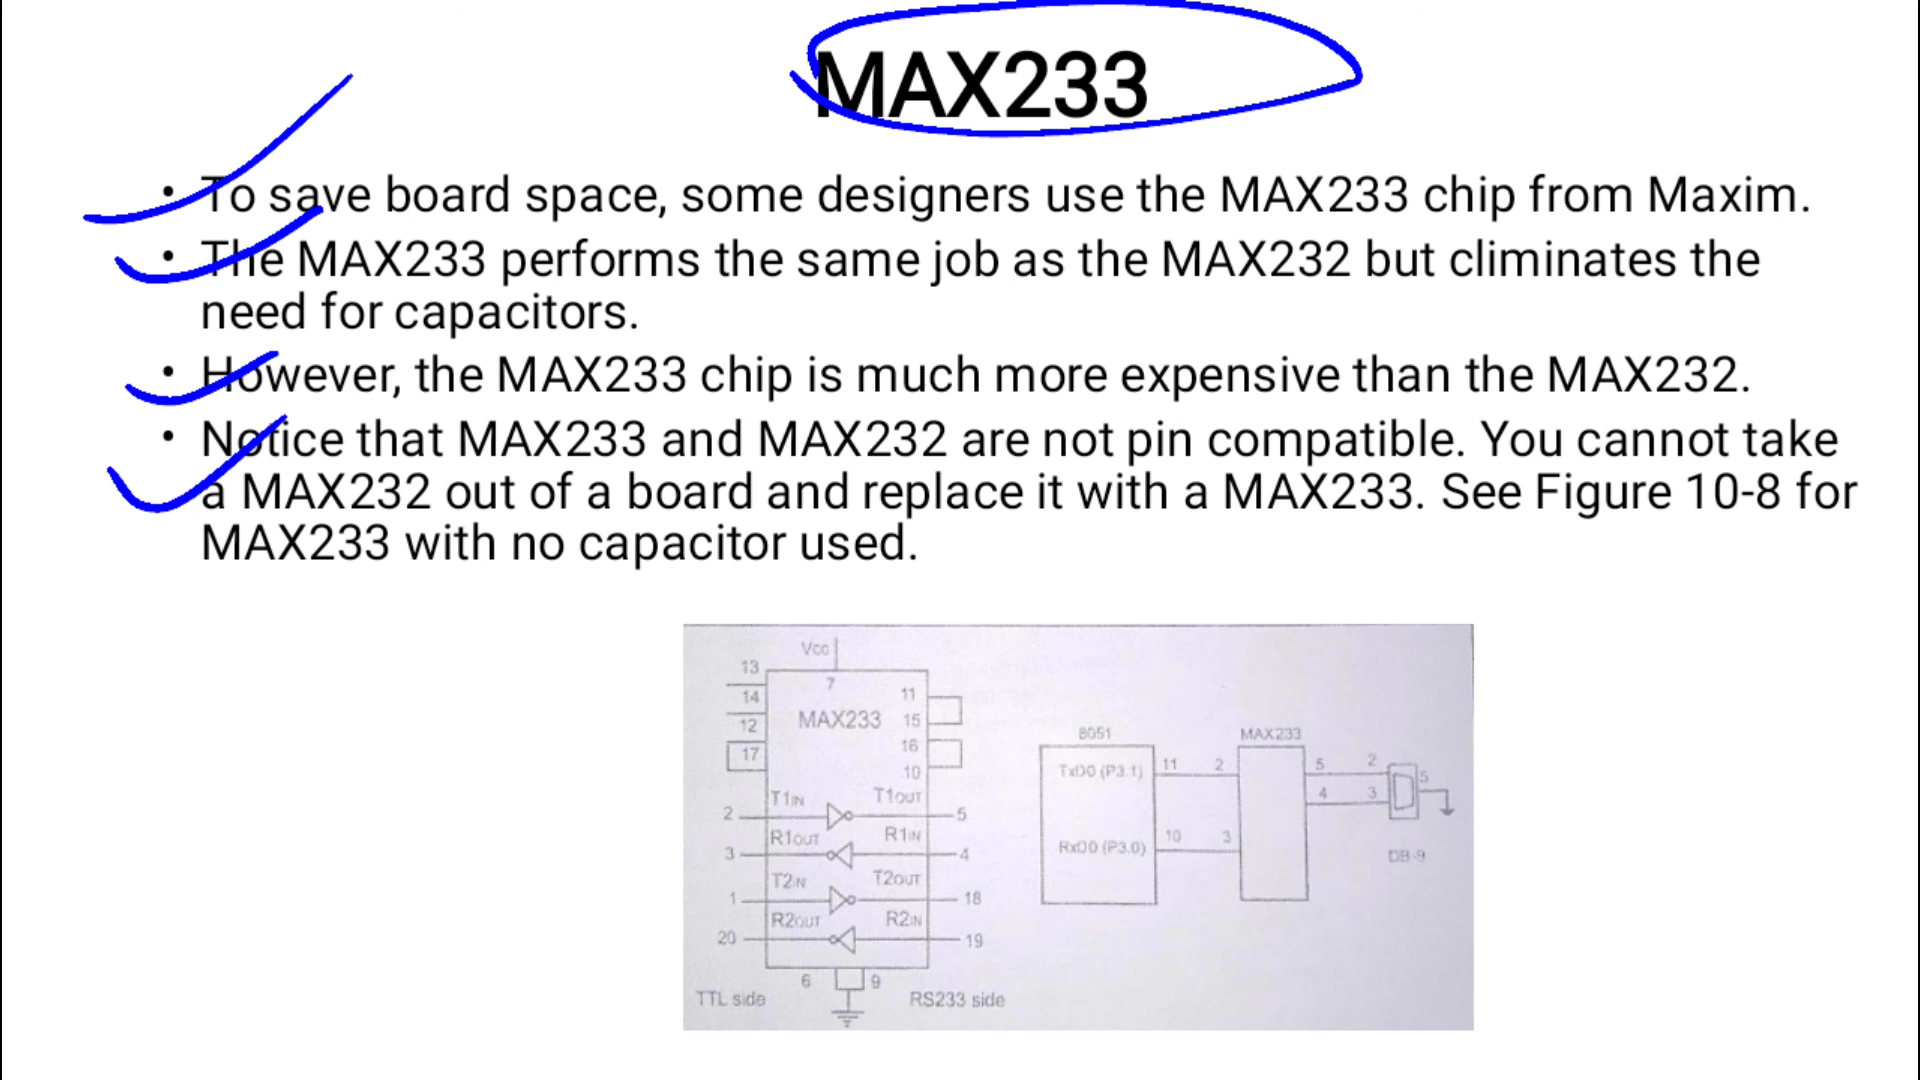 MAX233
• To save board space, some designers use the MAX233 chip from Maxim.
• The MAX233 performs the same job as the MAX232 but climinates the
need for capacitors.
• However, the MAX233 chip is much more expensive than the MAX232.
• Notice that MAX233 and MAX232 are not pin compatible. You cannot take
a MAX232 out of a board and replace it with a MAX233. See Figure 10-8 for
MAX233 with no capacitor used.
Vcc
13
7
14
11
MAX233
15
12
16
17
10
T1IN T1OUT
2 5
R1OUT R1IN
3 4
T2IN T2OUT
1 18
R2OUT R2IN
20 19
6 9
TTL side RS233 side
8051 MAX233
TxD0 (P3.1) 11 2 5 2 5
4 3
RxD0 (P3.0) 10 3
DB-9